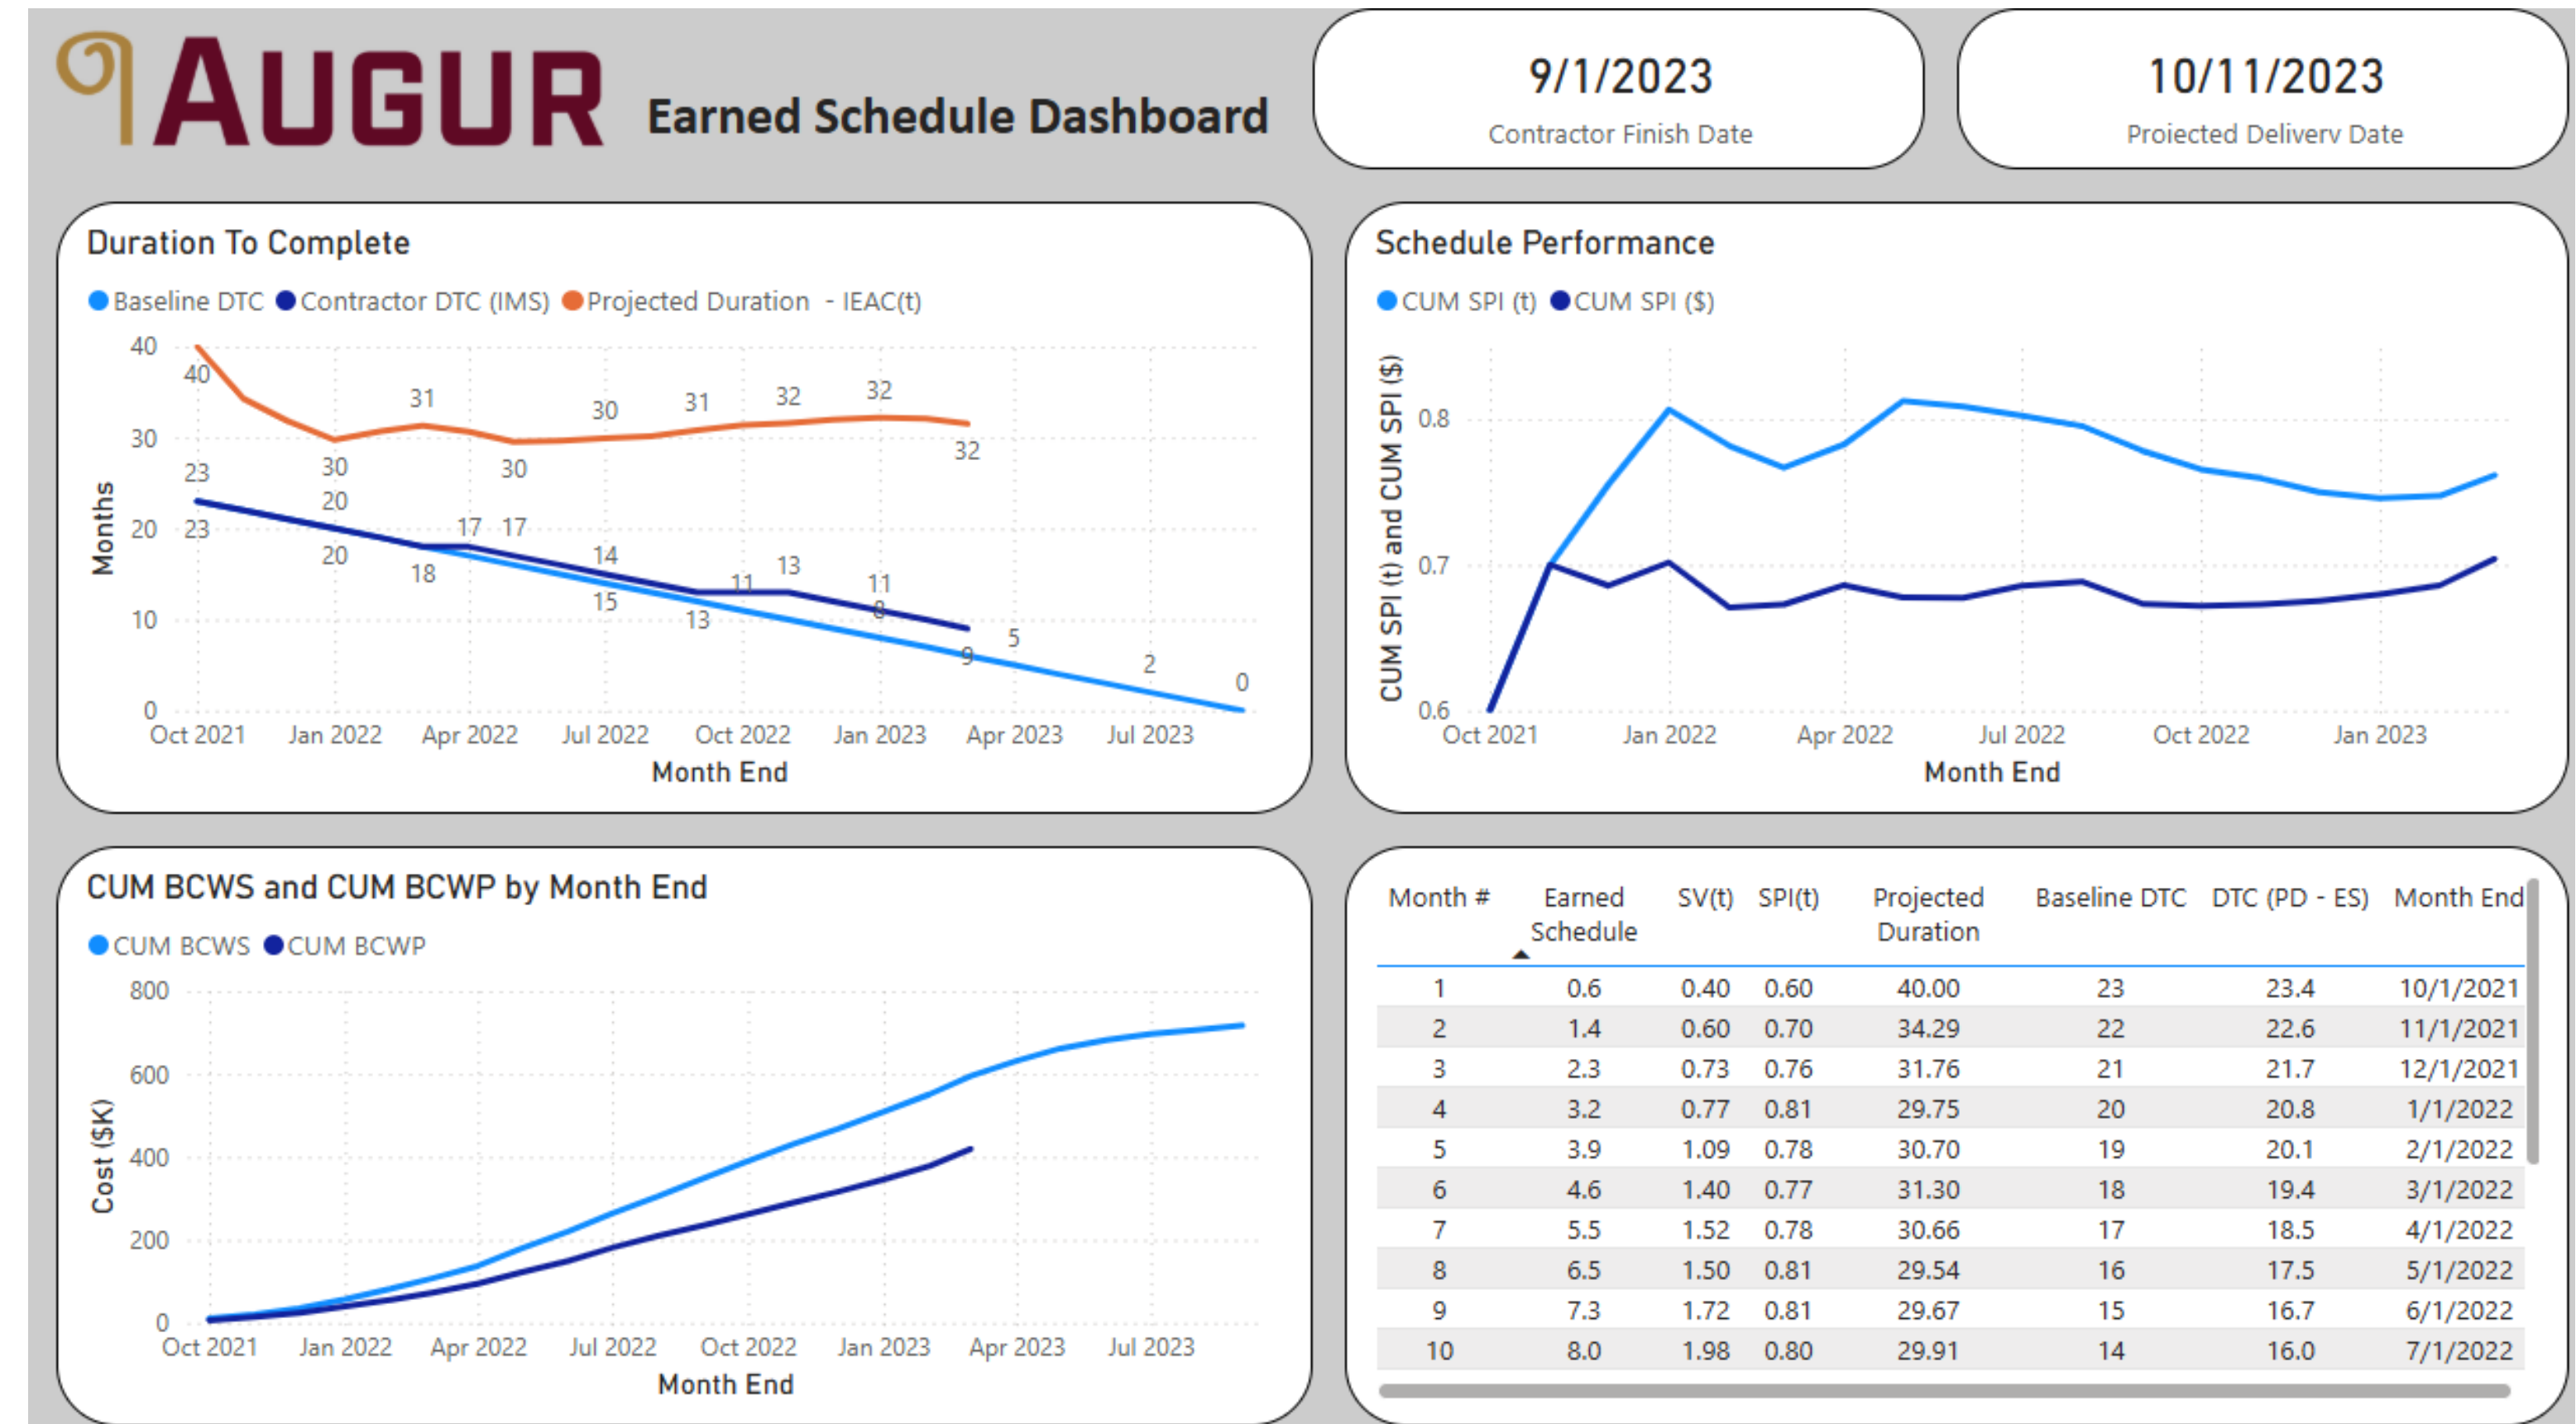 AUGUR
Earned Schedule Dashboard
9/1/2023
Contractor Finish Date
10/11/2023
Projected Delivery Date
Duration To Complete
Baseline DTC Contractor DTC (IMS) Projected Duration - IEAC(t)
Months
40
30
20
10
0
40
31
30
31
32
32
30
30
32
23
20
17 17
14
11
13
11
23
20
18
15
13
8
9
5
2
0
Oct 2021 Jan 2022 Apr 2022 Jul 2022 Oct 2022 Jan 2023 Apr 2023 Jul 2023
Month End
Schedule Performance
CUM SPI (t) CUM SPI ($)
CUM SPI (t) and CUM SPI ($)
0.8
0.7
0.6
Oct 2021 Jan 2022 Apr 2022 Jul 2022 Oct 2022 Jan 2023
Month End
CUM BCWS and CUM BCWP by Month End
CUM BCWS CUM BCWP
Cost ($K)
800
600
400
200
0
Oct 2021 Jan 2022 Apr 2022 Jul 2022 Oct 2022 Jan 2023 Apr 2023 Jul 2023
Month End
Month # Earned Schedule SV(t) SPI(t) Projected Duration Baseline DTC DTC (PD - ES) Month End
1 0.6 0.40 0.60 40.00 23 23.4 10/1/2021
2 1.4 0.60 0.70 34.29 22 22.6 11/1/2021
3 2.3 0.73 0.76 31.76 21 21.7 12/1/2021
4 3.2 0.77 0.81 29.75 20 20.8 1/1/2022
5 3.9 1.09 0.78 30.70 19 20.1 2/1/2022
6 4.6 1.40 0.77 31.30 18 19.4 3/1/2022
7 5.5 1.52 0.78 30.66 17 18.5 4/1/2022
8 6.5 1.50 0.81 29.54 16 17.5 5/1/2022
9 7.3 1.72 0.81 29.67 15 16.7 6/1/2022
10 8.0 1.98 0.80 29.91 14 16.0 7/1/2022